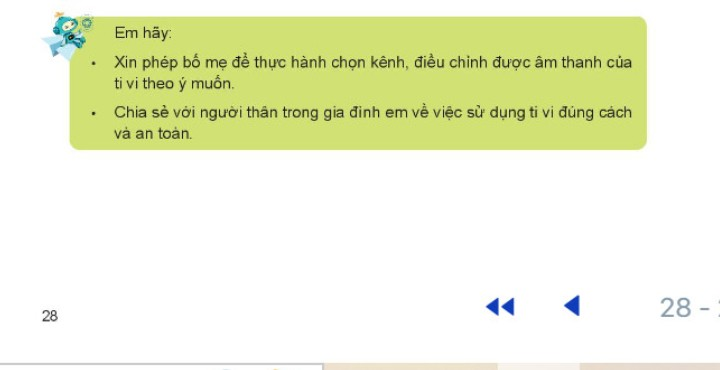 Em hãy:
• Xin phép bố mẹ để thực hành chọn kênh, điều chỉnh được âm thanh của
ti vi theo ý muốn.
• Chia sẻ với người thân trong gia đình em về việc sử dụng ti vi đúng cách
và an toàn.
28
28 -